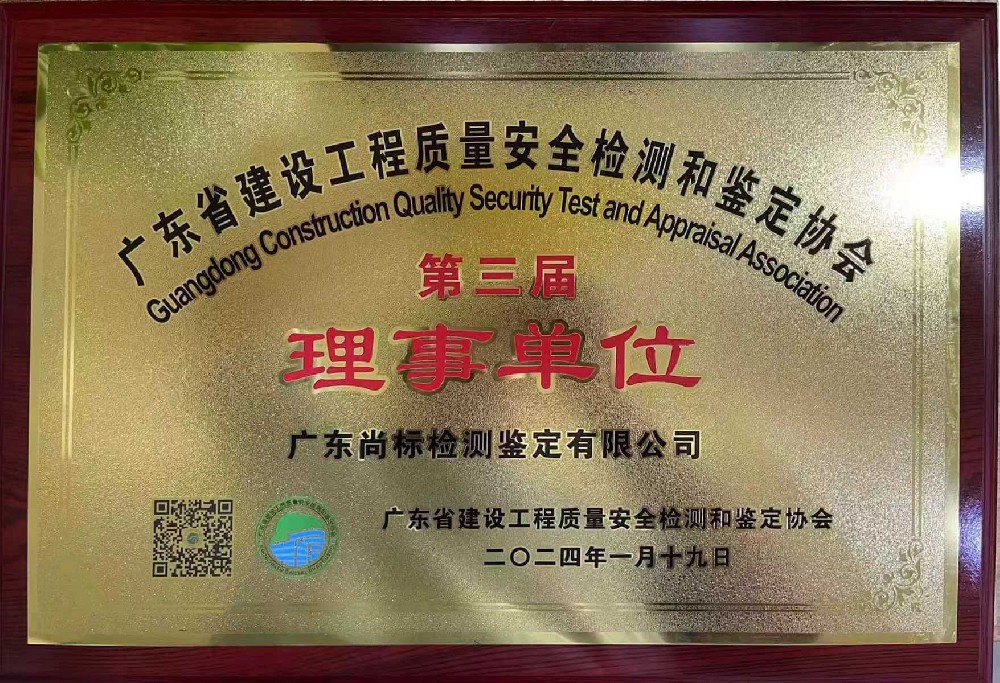 广东省建设工程质量安全检测和鉴定协会
Guangdong Construction Quality Security Test and Appraisal Association
第三届
理事单位
广东尚标检测鉴定有限公司
广东省建设工程质量安全检测和鉴定协会
二〇二四年一月十九日